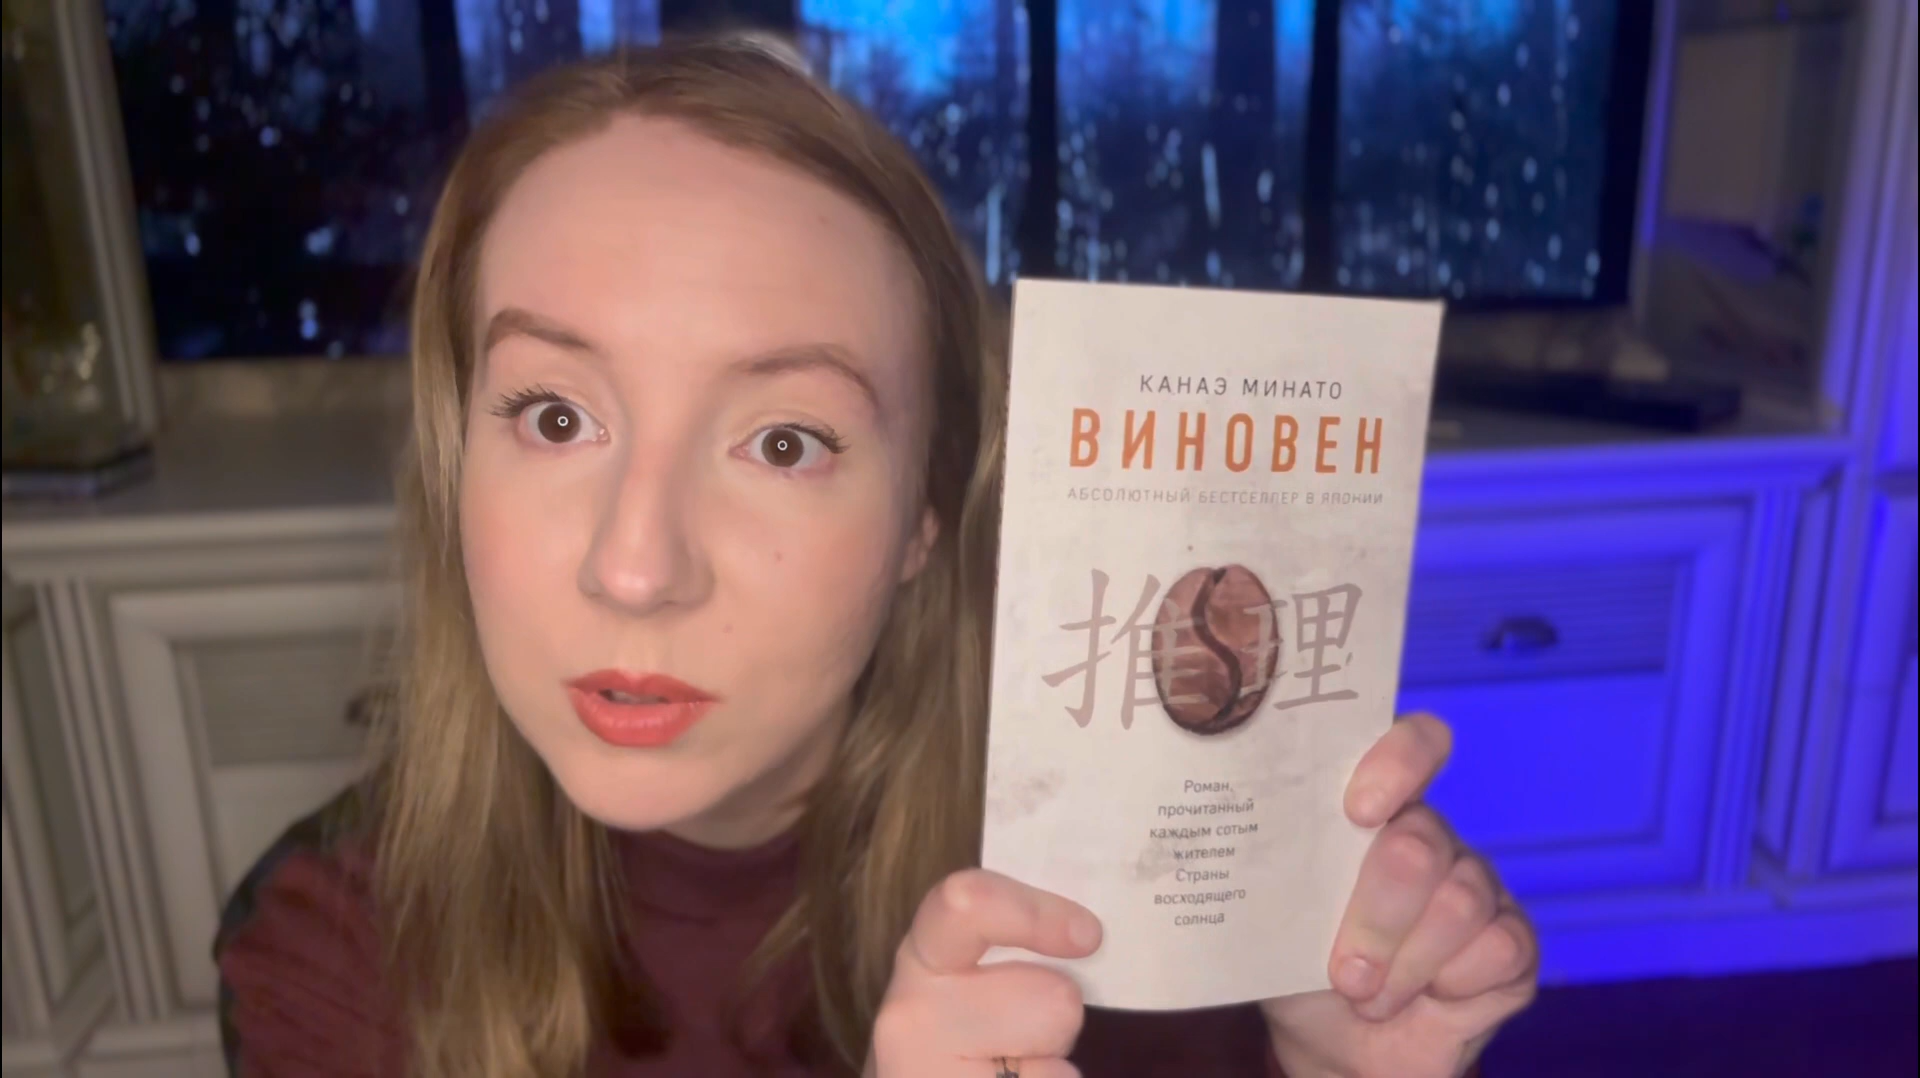 КАНАЭ МИНАТО
ВИНОВЕН
АБСОЛЮТНЫЙ БЕСТСЕЛЛЕР В ЯПОНИИ
推理
Роман,
прочитанный
каждым сотым
жителем
Страны
восходящего
солнца